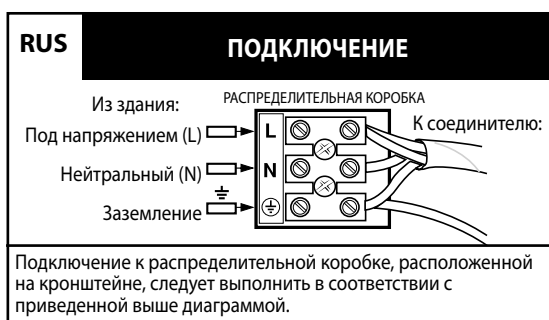 RUS
ПОДКЛЮЧЕНИЕ
РАСПРЕДЕЛИТЕЛЬНАЯ КОРОБКА
Из здания:
К соединителю:
Под напряжением (L)
L
Нейтральный (N)
N
Заземление
Подключение к распределительной коробке, расположенной
на кронштейне, следует выполнить в соответствии с
приведенной выше диаграммой.